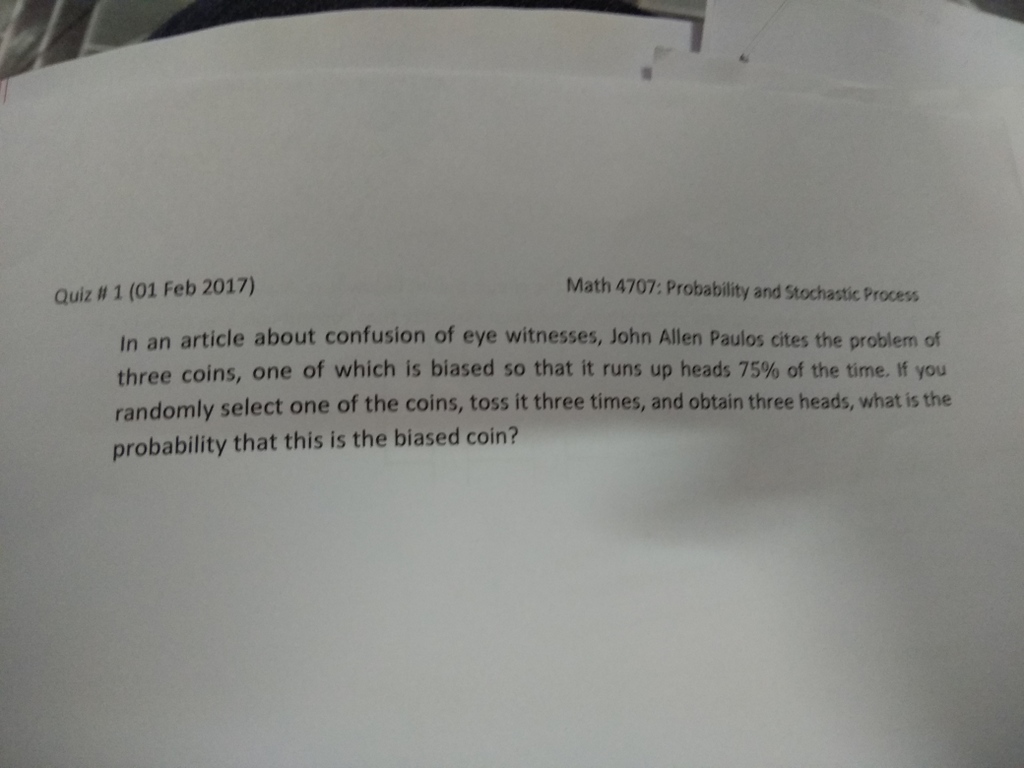 Quiz # 1 (01 Feb 2017)
Math 4707: Probability and Stochastic Process
In an article about confusion of eye witnesses, John Allen Paulos cites the problem of
three coins, one of which is biased so that it runs up heads 75% of the time. If you
randomly select one of the coins, toss it three times, and obtain three heads, what is the
probability that this is the biased coin?